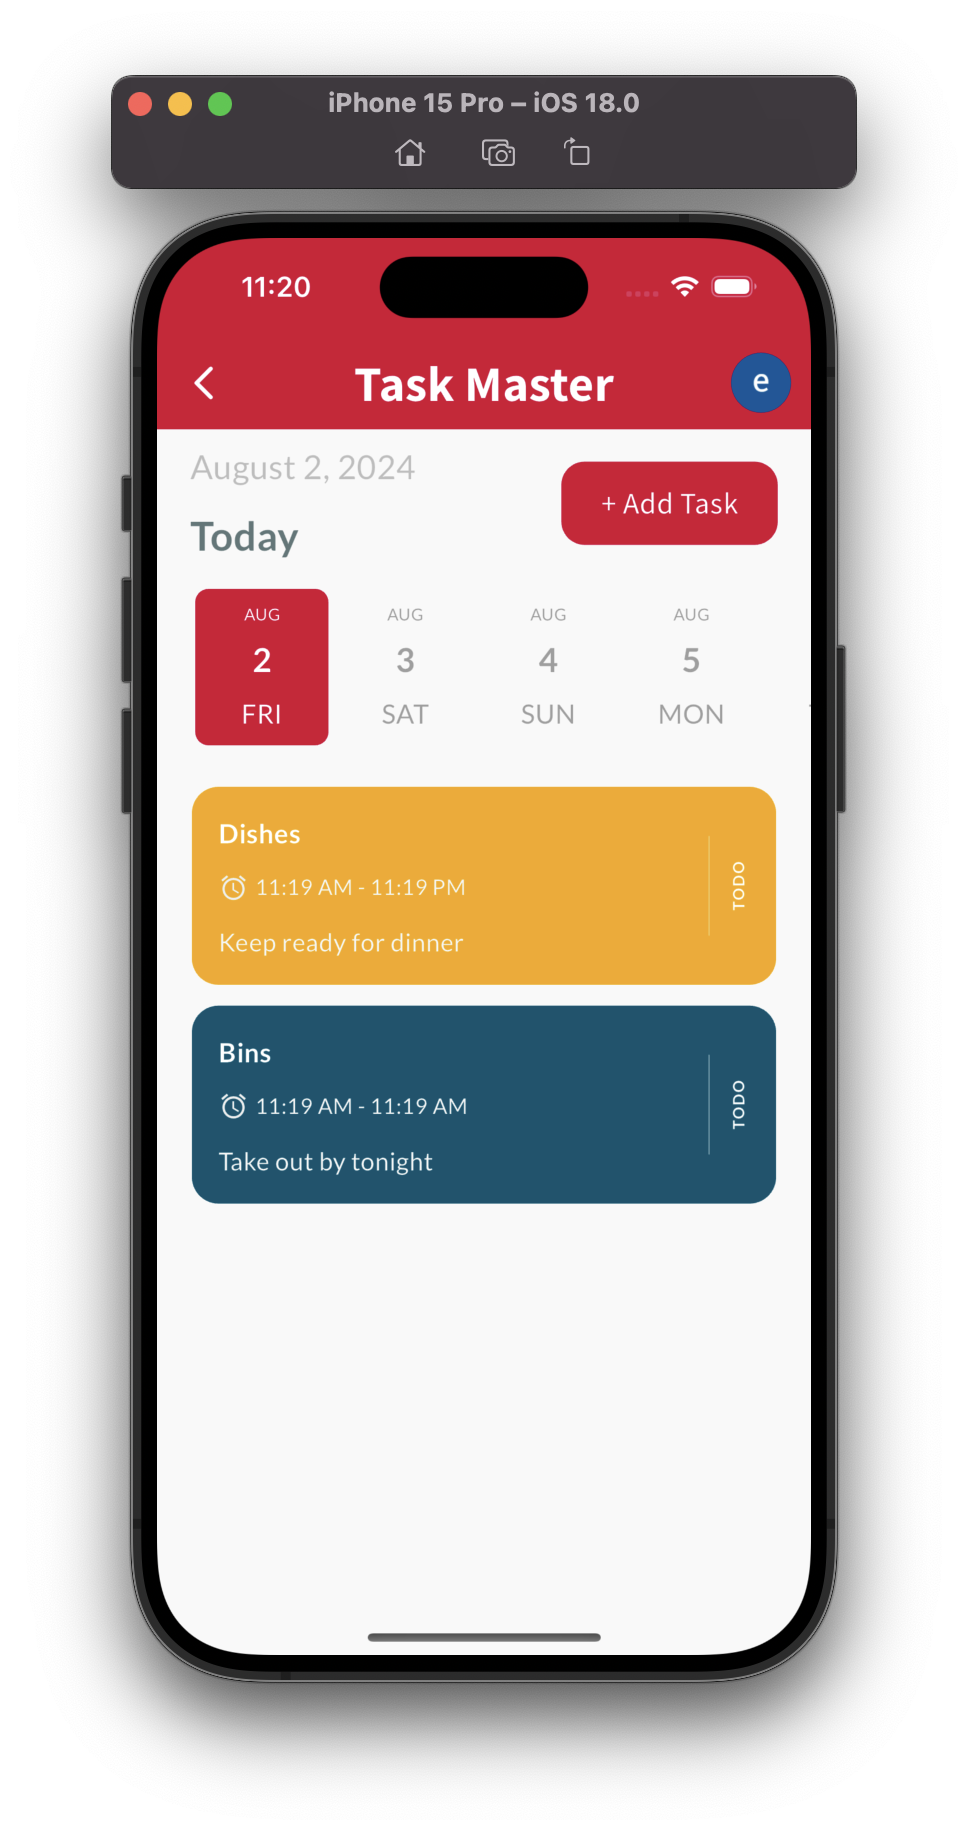 iPhone 15 Pro – iOS 18.0
11:20
Task Master
e
August 2, 2024
+ Add Task
Today
AUG AUG AUG AUG
2 3 4 5
FRI SAT SUN MON
Dishes
11:19 AM - 11:19 PM
TODO
Keep ready for dinner
Bins
11:19 AM - 11:19 AM
TODO
Take out by tonight